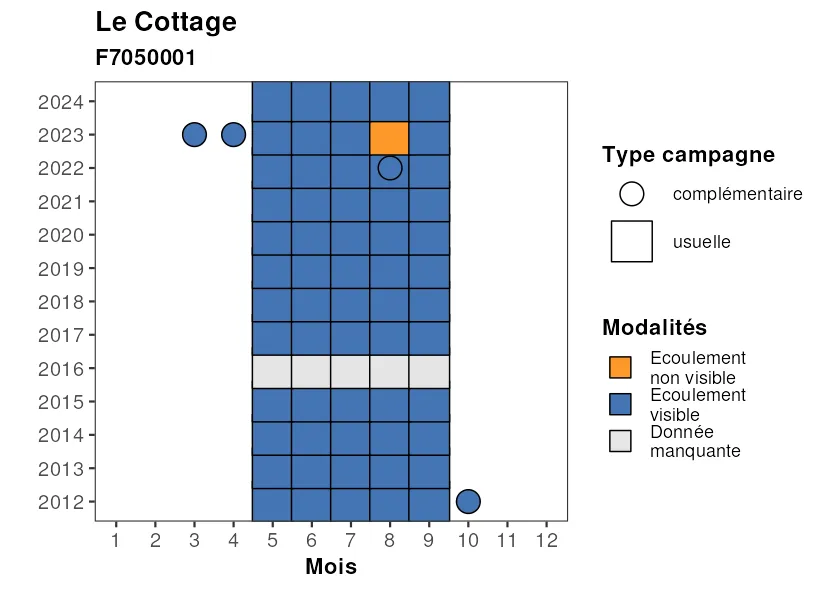 Le Cottage
F7050001
2024
2023
2022
2021
2020
2019
2018
2017
2016
2015
2014
2013
2012
1 2 3 4 5 6 7 8 9 10 11 12
Mois
Type campagne
complémentaire
usuelle
Modalités
Ecoulement
non visible
Ecoulement
visible
Donnée
manquante